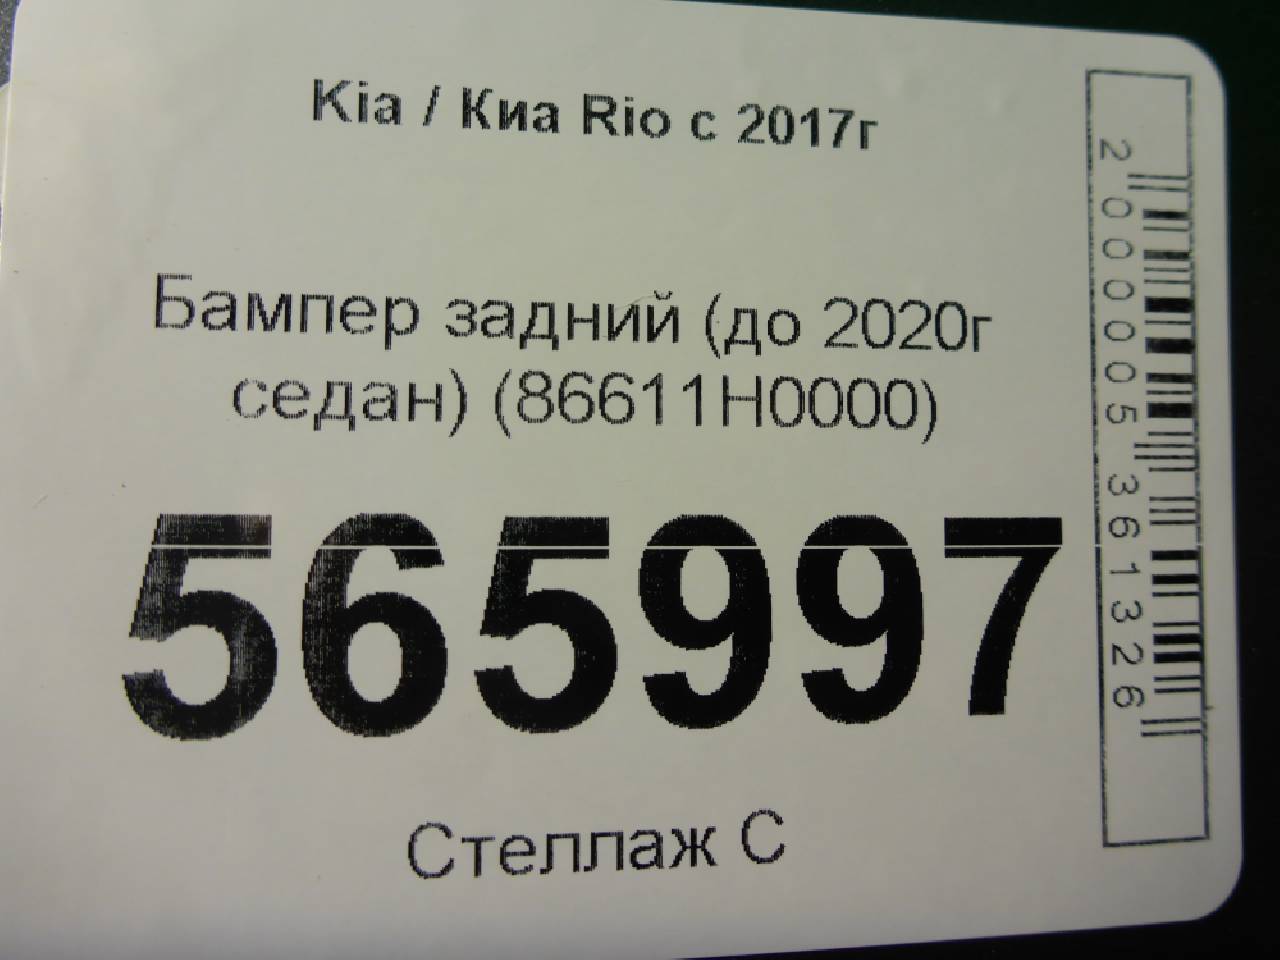 Kia / Киа Rio с 2017г
Бампер задний (до 2020г
седан) (86611H0000)
565997
Стеллаж С
2000005361326